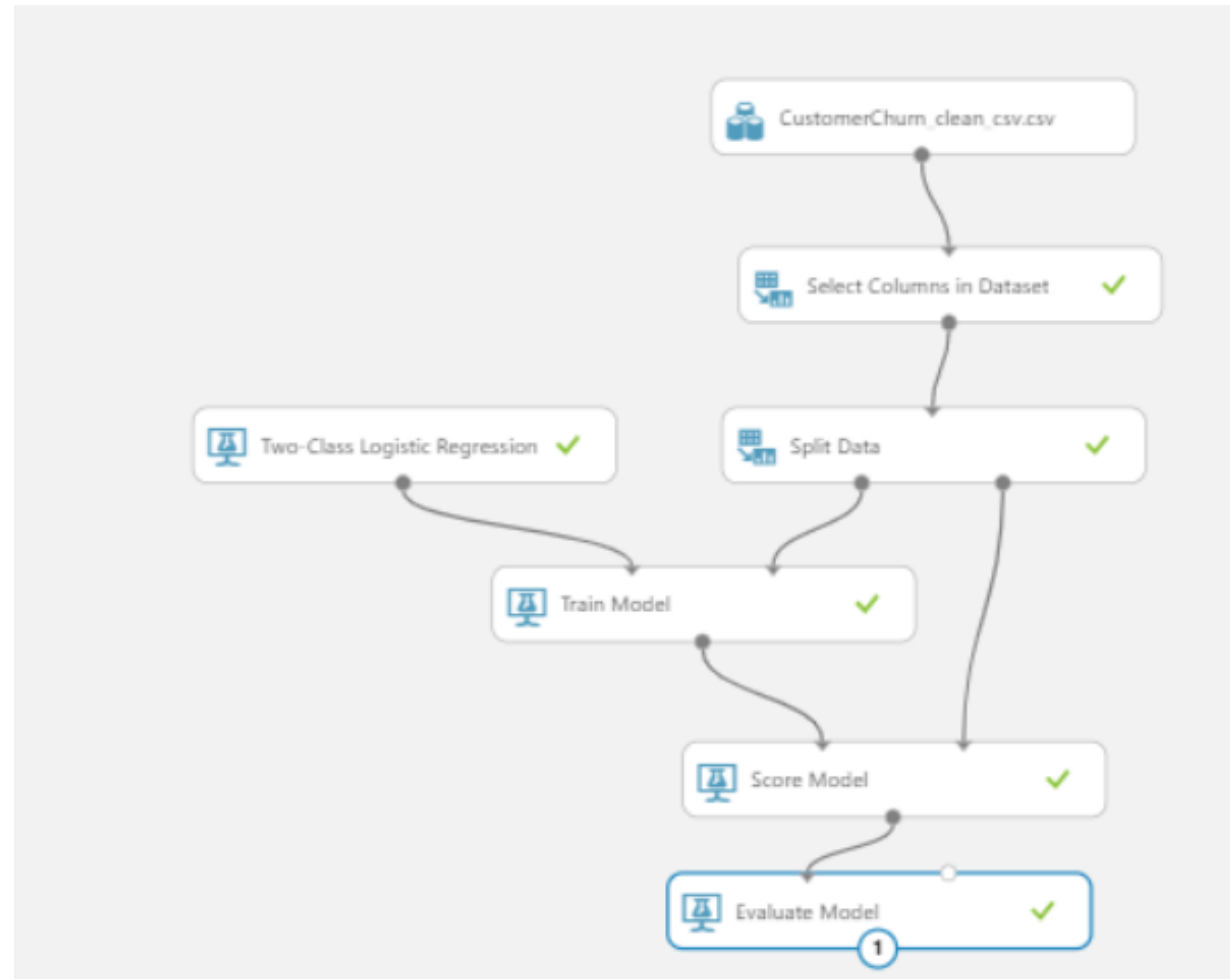 CustomerChurn_clean_csv.csv
Select Columns in Dataset
Two-Class Logistic Regression
Split Data
Train Model
Score Model
Evaluate Model
1